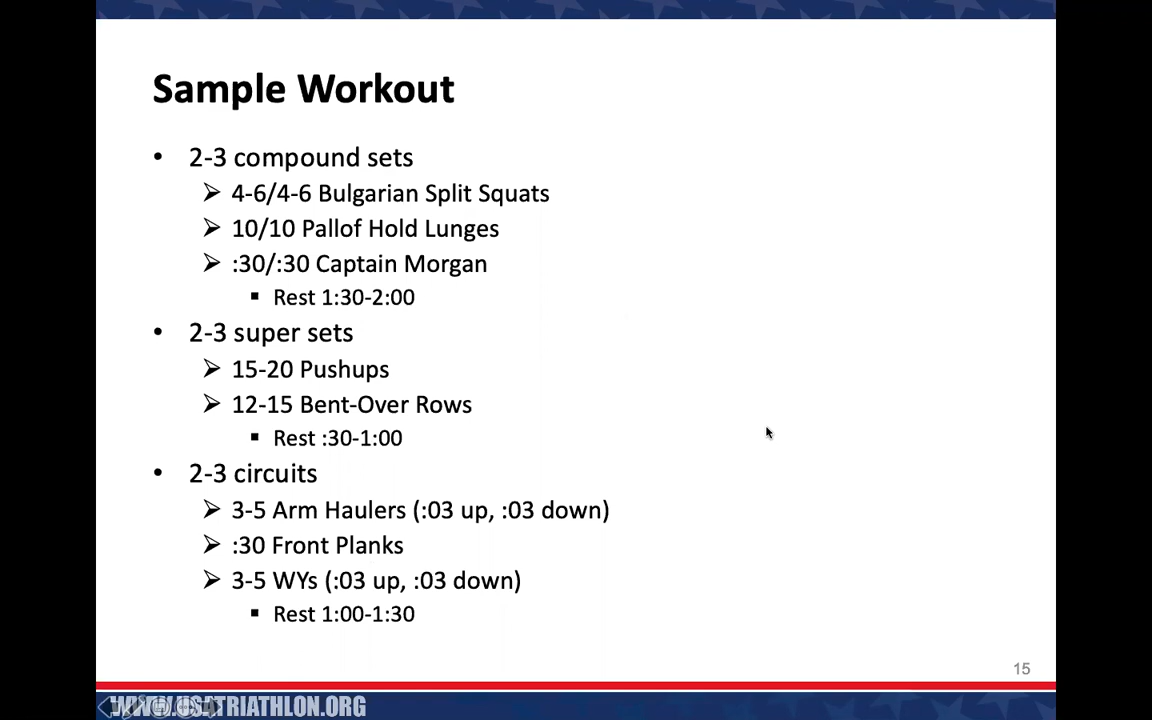 Sample Workout
• 2-3 compound sets
➢ 4-6/4-6 Bulgarian Split Squats
➢ 10/10 Pallof Hold Lunges
➢ :30/:30 Captain Morgan
▪ Rest 1:30-2:00
• 2-3 super sets
➢ 15-20 Pushups
➢ 12-15 Bent-Over Rows
▪ Rest :30-1:00
• 2-3 circuits
➢ 3-5 Arm Haulers (:03 up, :03 down)
➢ :30 Front Planks
➢ 3-5 WYs (:03 up, :03 down)
▪ Rest 1:00-1:30
15
WWW.USATRIATHLON.ORG